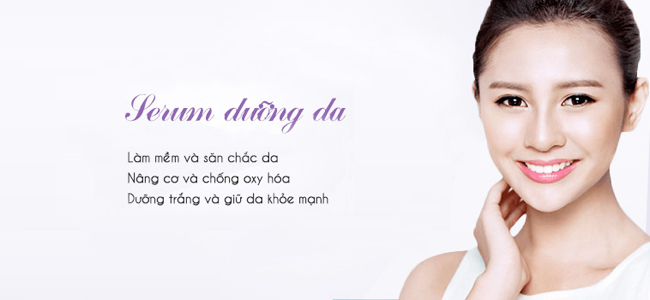 Serum dưỡng da
Làm mềm và săn chắc da
Nâng cơ và chống oxy hóa
Dưỡng trắng và giữ da khỏe mạnh